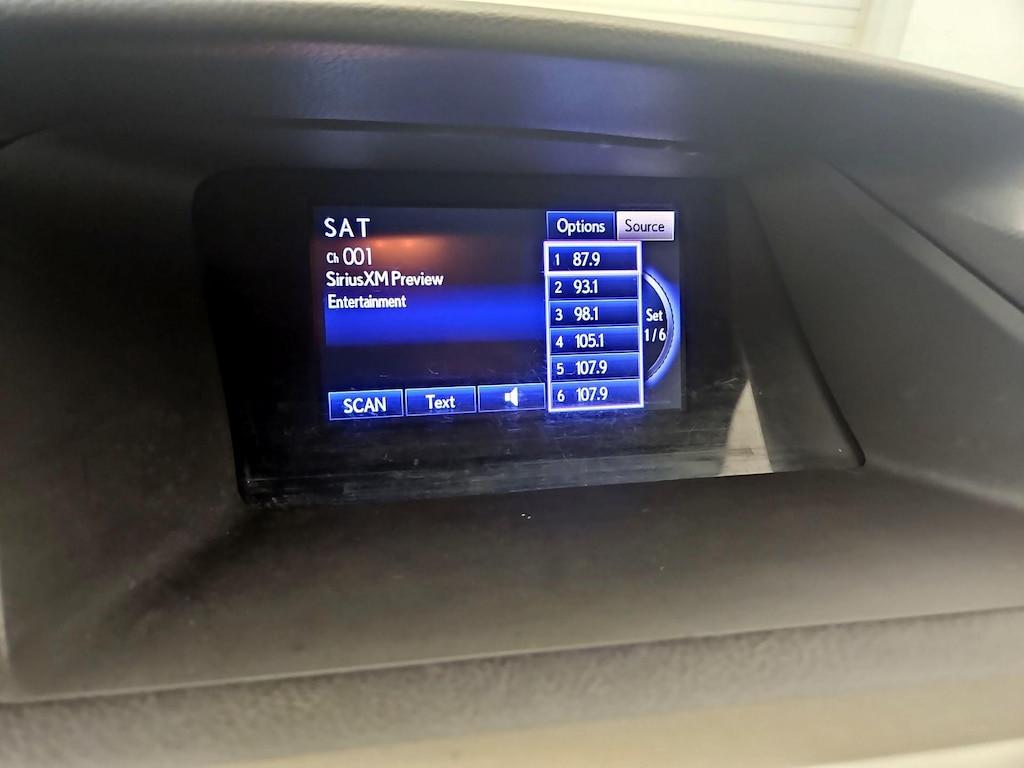 SAT
Ch 001
SiriusXM Preview
Entertainment
SCAN Text
Options Source
1 87.9
2 93.1
3 98.1
4 105.1
5 107.9
6 107.9
Set
1/6